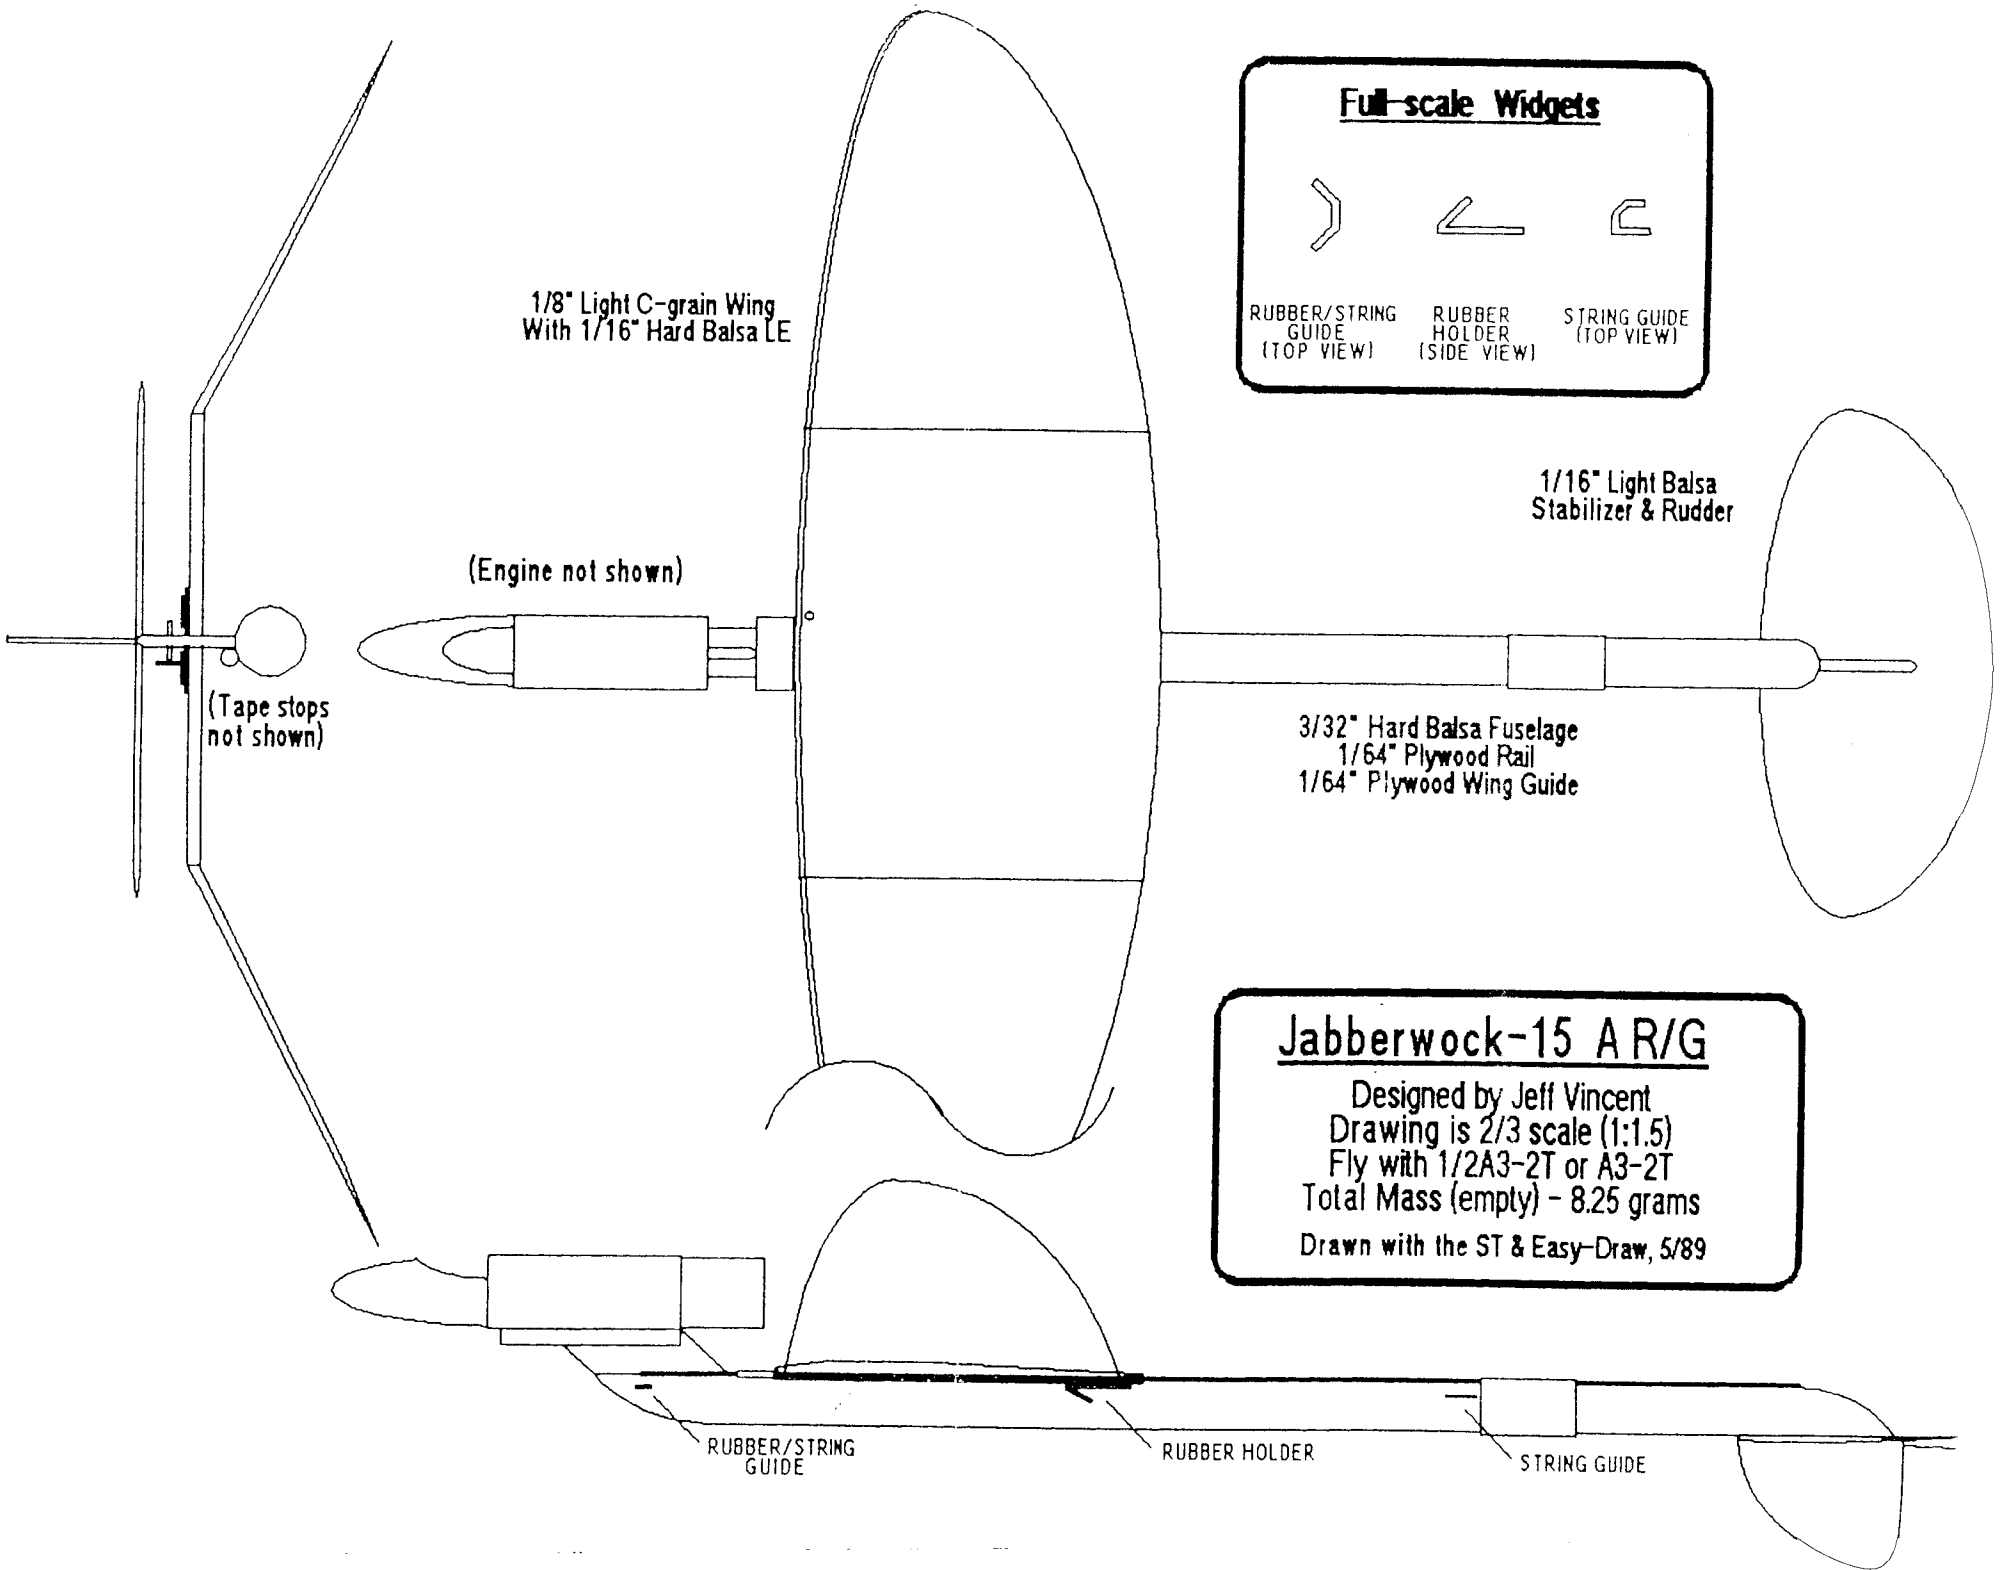 Full-scale Widgets
RUBBER/STRING
GUIDE
(TOP VIEW)
RUBBER
HOLDER
(SIDE VIEW)
STRING GUIDE
(TOP VIEW)
1/8" Light C-grain Wing
With 1/16" Hard Balsa LE
1/16" Light Balsa
Stabilizer & Rudder
(Engine not shown)
(Tape stops
not shown)
3/32" Hard Balsa Fuselage
1/64" Plywood Rail
1/64" Plywood Wing Guide
Jabberwock-15 A R/G
Designed by Jeff Vincent
Drawing is 2/3 scale (1:1.5)
Fly with 1/2A3-2T or A3-2T
Total Mass (empty) - 8.25 grams
Drawn with the ST & Easy-Draw, 5/89
RUBBER/STRING
GUIDE
RUBBER HOLDER
STRING GUIDE